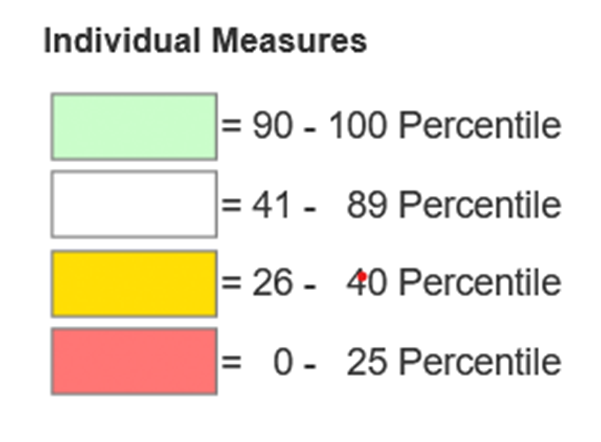 Individual Measures
= 90 - 100 Percentile
= 41 - 89 Percentile
= 26 - 40 Percentile
= 0 - 25 Percentile